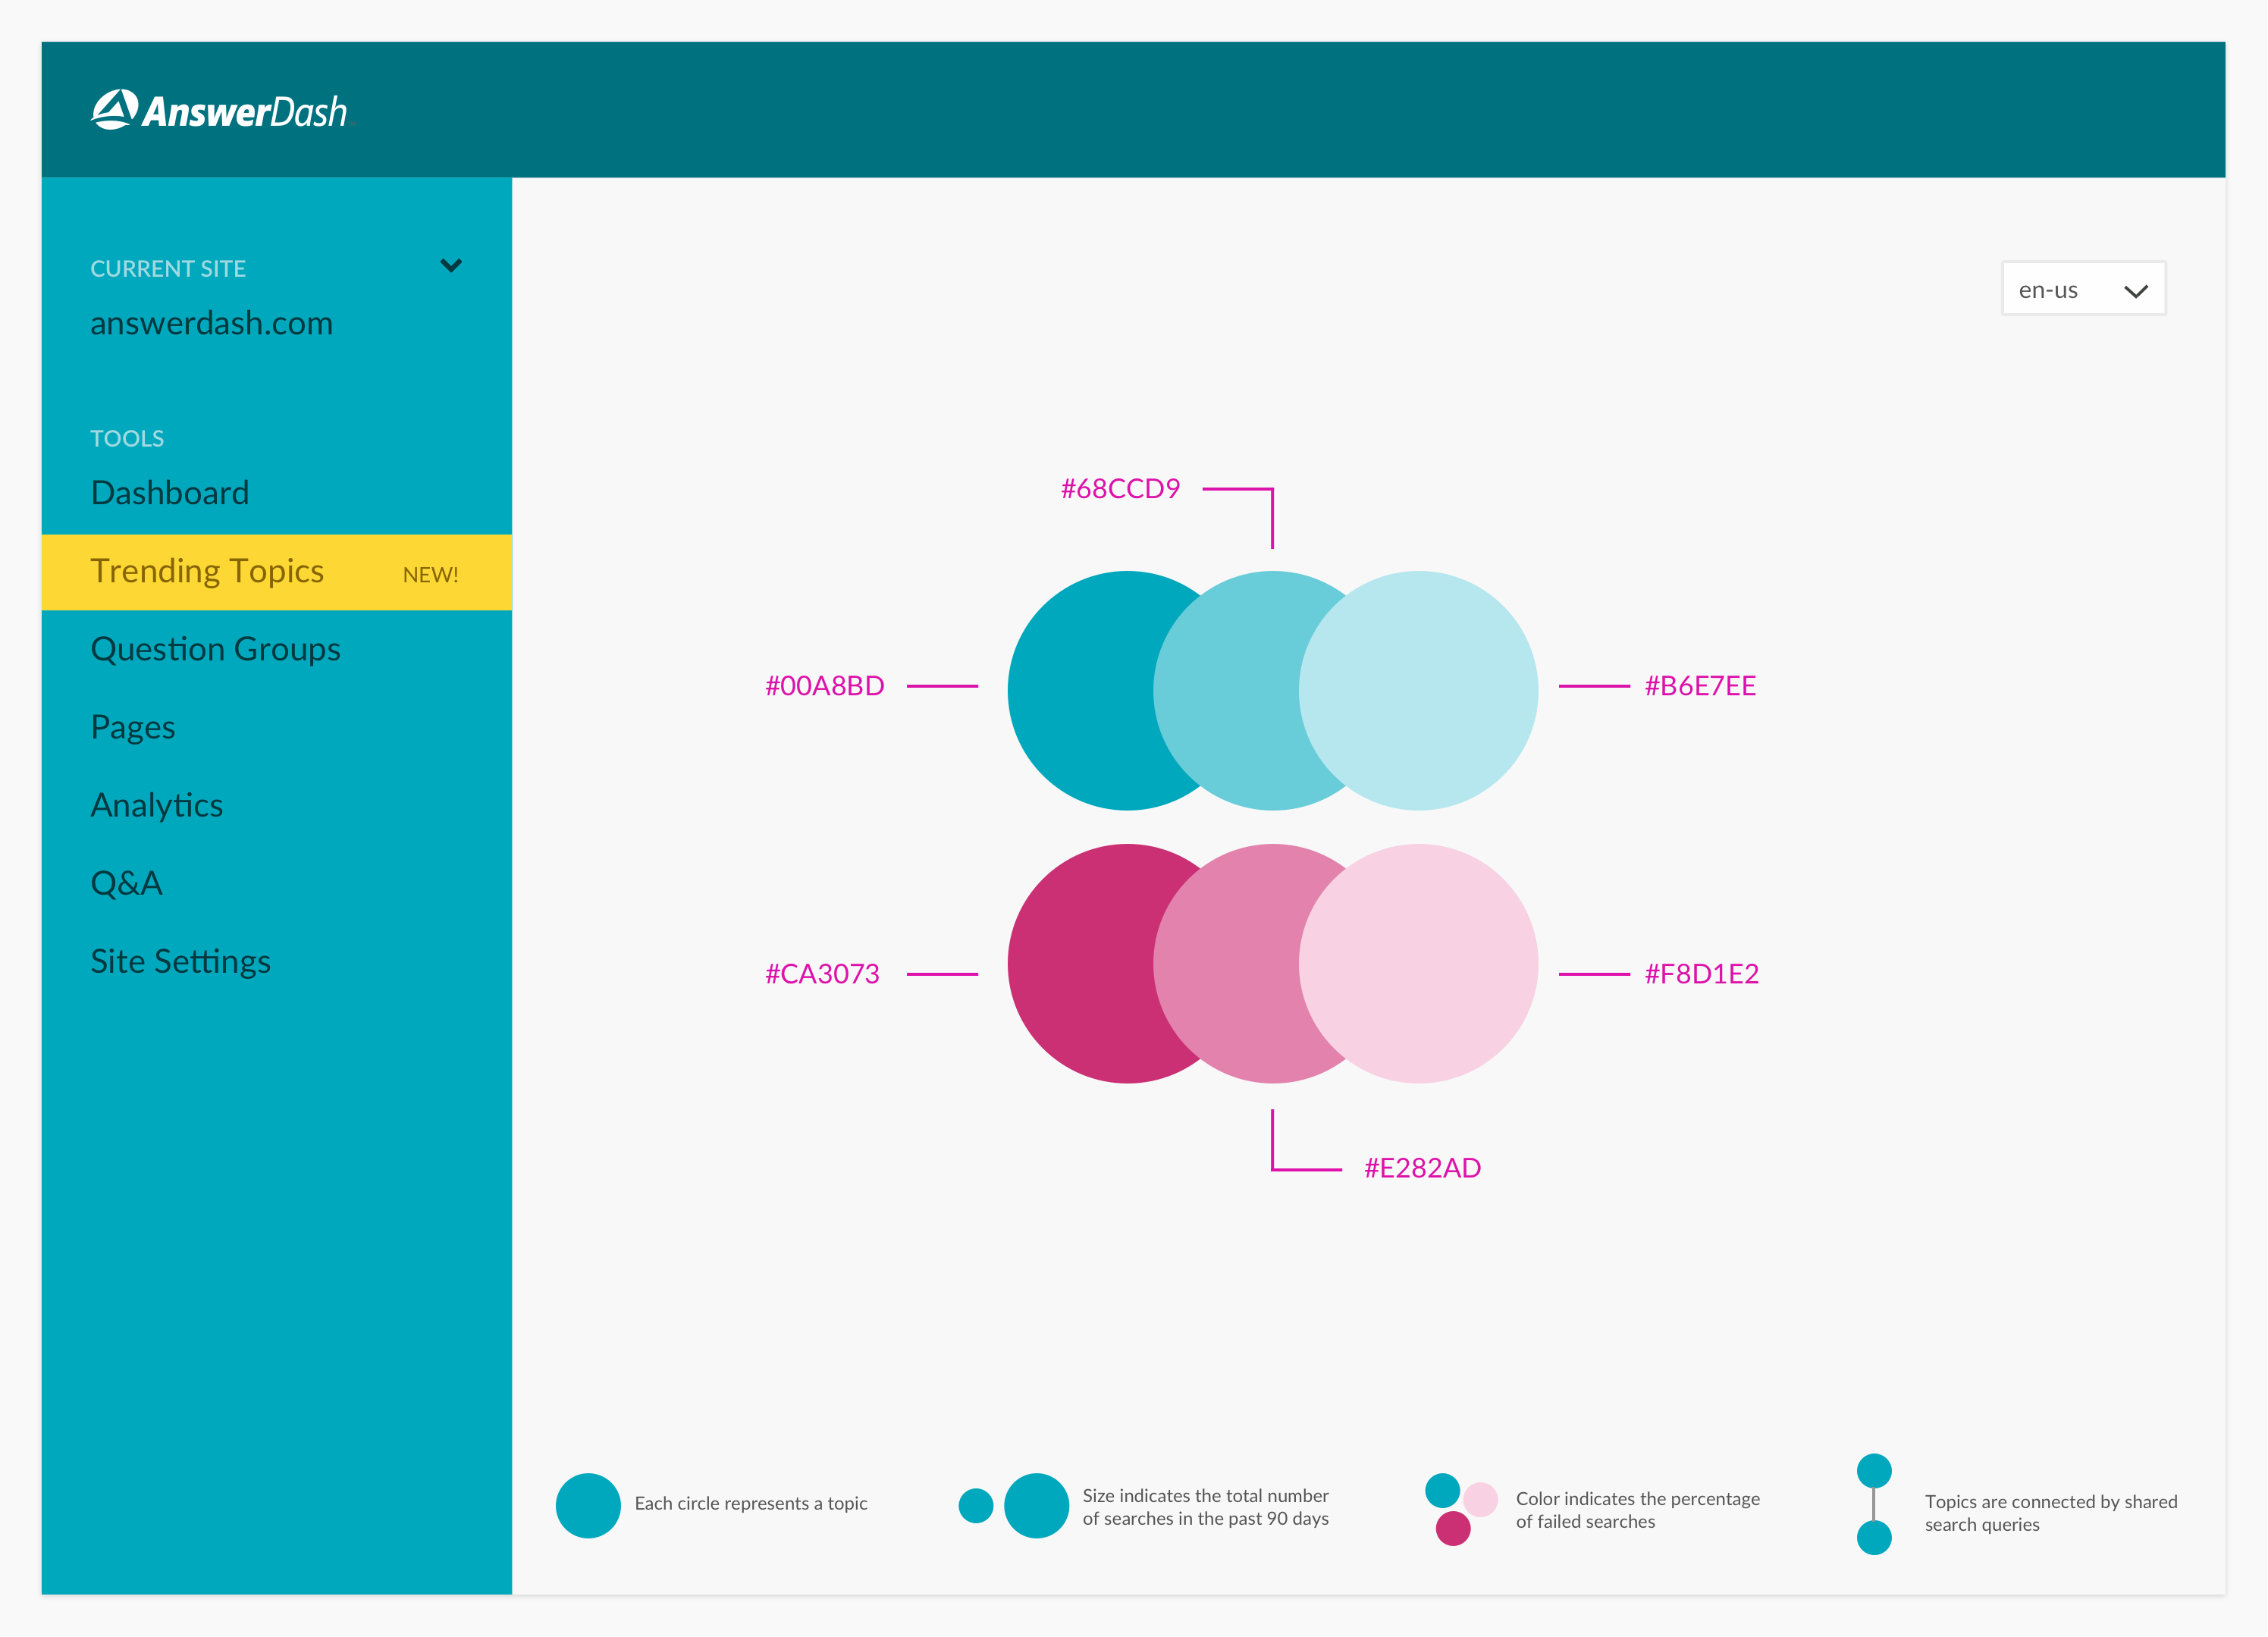 AnswerDash
CURRENT SITE
answerdash.com
TOOLS
Dashboard
Trending Topics NEW!
Question Groups
Pages
Analytics
Q&A
Site Settings
en-us
#68CCD9
#00A8BD
#B6E7EE
#CA3073
#F8D1E2
#E282AD
Each circle represents a topic
Size indicates the total number
of searches in the past 90 days
Color indicates the percentage
of failed searches
Topics are connected by shared
search queries